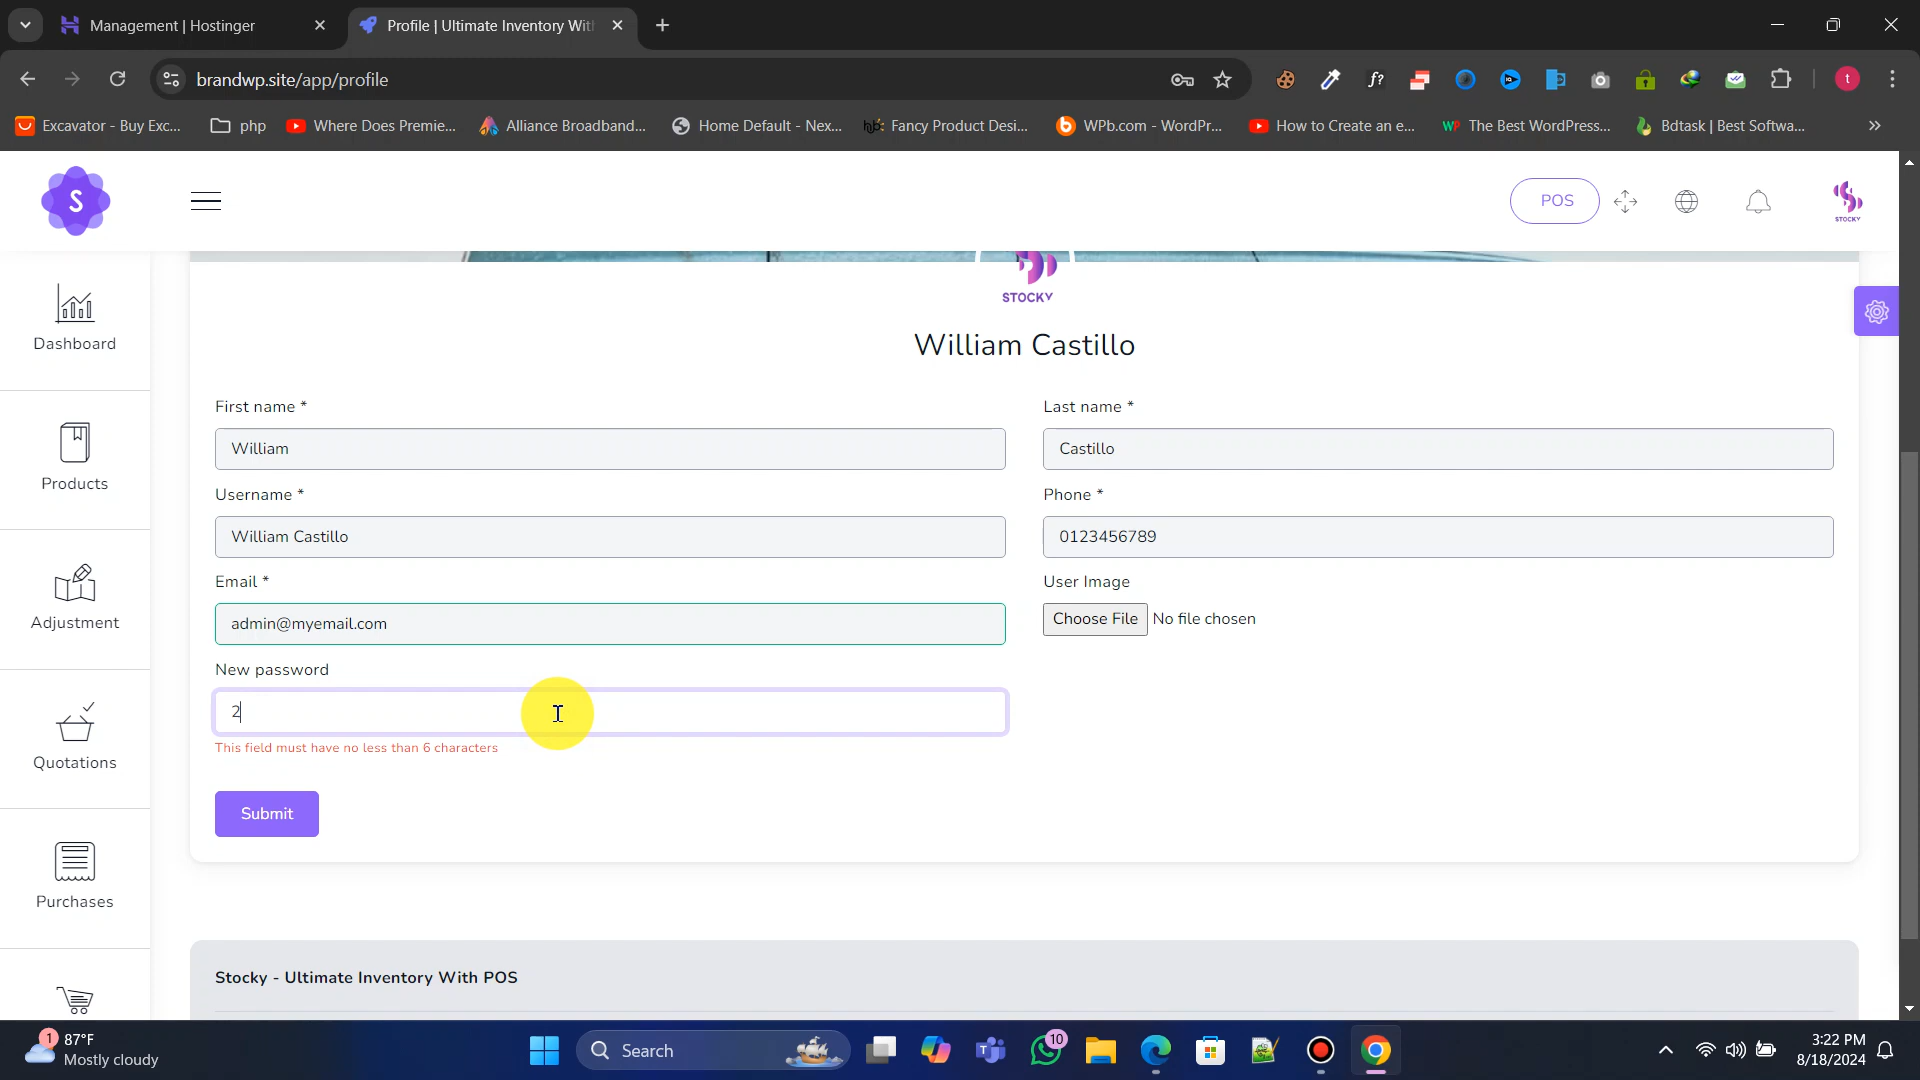 Management | Hostinger
Profile | Ultimate Inventory Wit
brandwp.site/app/profile
f?
t
Excavator - Buy Exc...
php
Where Does Premie...
Alliance Broadband...
Home Default - Nex...
Fancy Product Desi...
WPb.com - WordPr...
How to Create an e...
The Best WordPress...
Bdtask | Best Softwa...
S
POS
STOCKY
STOCKY
William Castillo
Dashboard
Products
Adjustment
Quotations
Purchases
First name *
Last name *
William
Castillo
Username *
Phone *
William Castillo
0123456789
Email *
User Image
admin@myemail.com
Choose File No file chosen
New password
2
This field must have no less than 6 characters
Submit
Stocky - Ultimate Inventory With POS
1
87°F
Mostly cloudy
Search
10
3:22 PM
8/18/2024